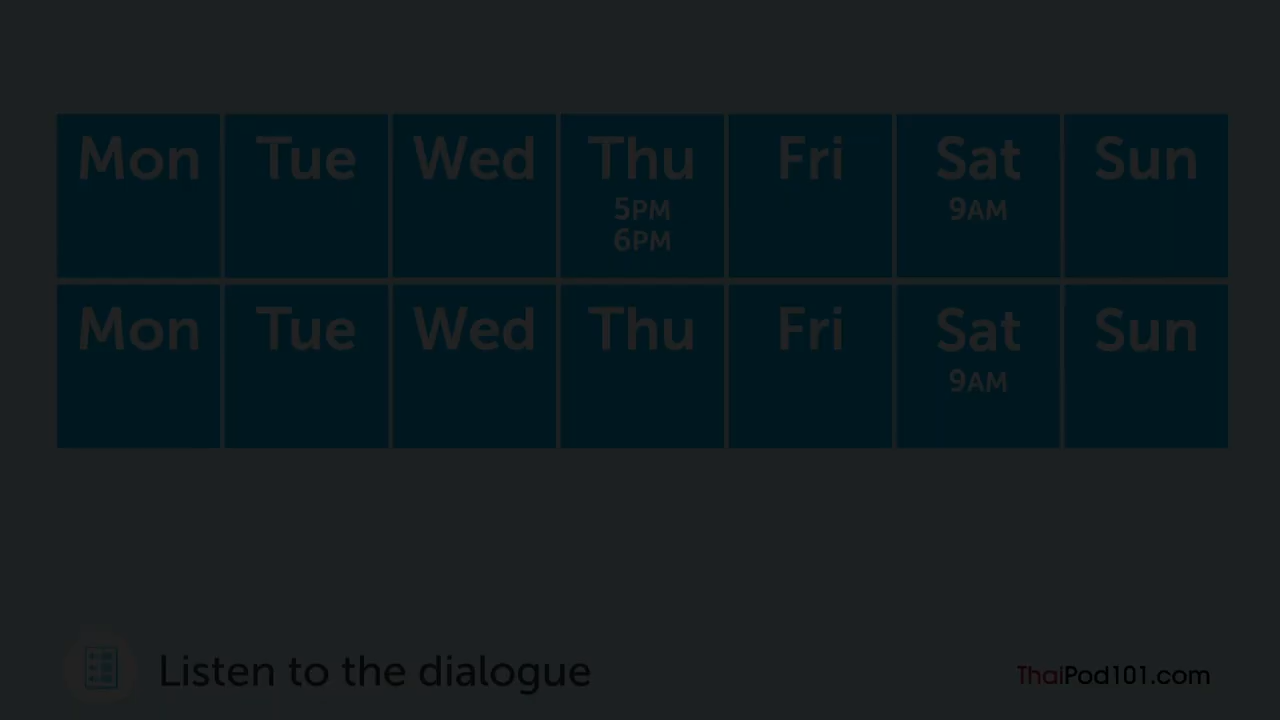 Mon Tue Wed Thu Fri Sat Sun
5PM 9AM
6PM
Mon Tue Wed Thu Fri Sat Sun
9AM
Listen to the dialogue
ThaiPod101.com